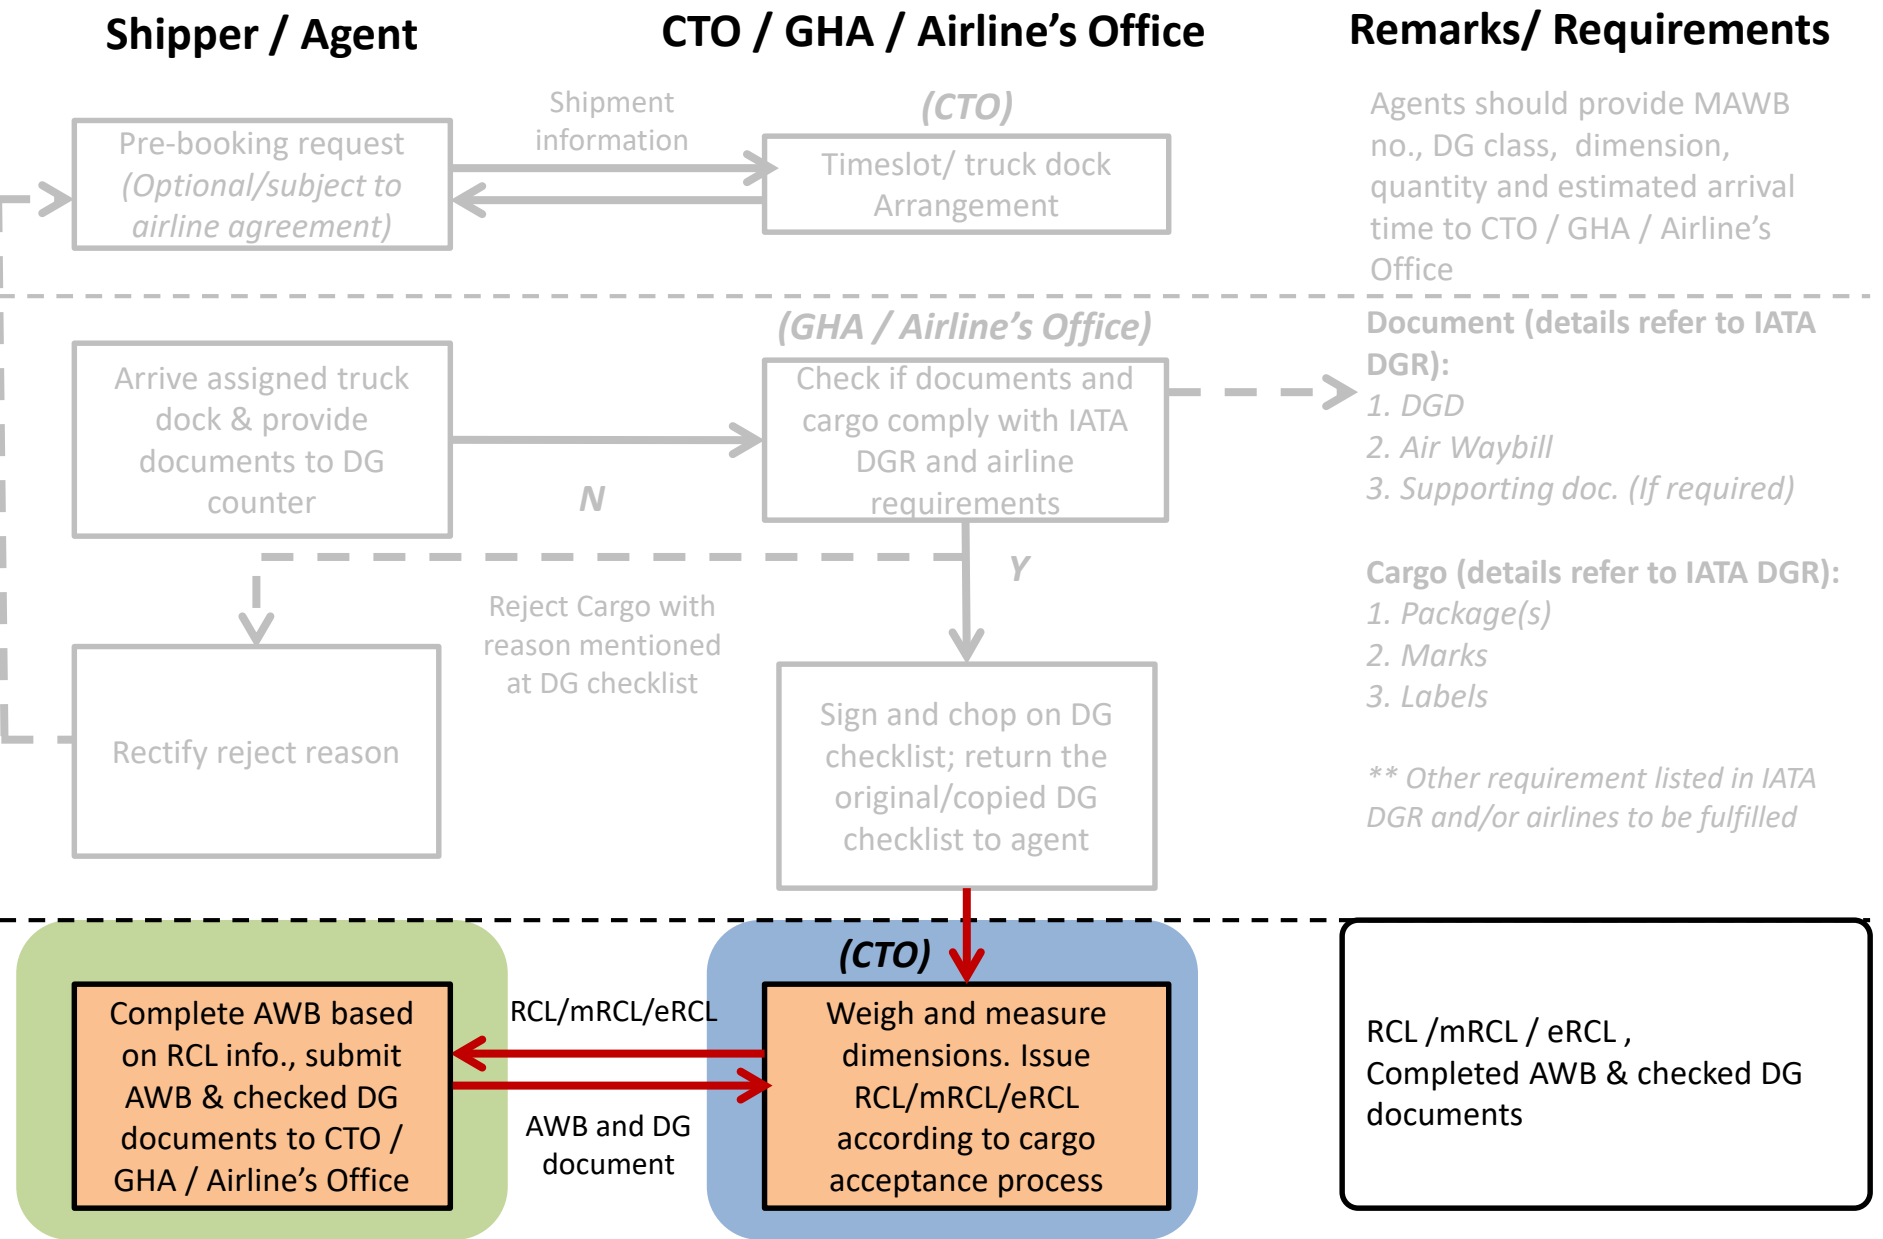 Shipper / Agent
CTO / GHA / Airline's Office
Remarks/ Requirements
Pre-booking request
(Optional/subject to
airline agreement)
Shipment
information
(CTO)
Timeslot/ truck dock
Arrangement
Agents should provide MAWB
no., DG class,  dimension,
quantity and estimated arrival
time to CTO / GHA / Airline's
Office
Arrive assigned truck
dock & provide
documents to DG
counter
(GHA / Airline's Office)
Check if documents and
cargo comply with IATA
DGR and airline
requirements
N
Y
Reject Cargo with
reason mentioned
at DG checklist
Rectify reject reason
Sign and chop on DG
checklist; return the
original/copied DG
checklist to agent
Document (details refer to IATA
DGR):
1. DGD
2. Air Waybill
3. Supporting doc. (If required)
Cargo (details refer to IATA DGR):
1. Package(s)
2. Marks
3. Labels
** Other requirement listed in IATA
DGR and/or airlines to be fulfilled
Complete AWB based
on RCL info., submit
AWB & checked DG
documents to CTO /
GHA / Airline's Office
RCL/mRCL/eRCL
AWB and DG
document
(CTO)
Weigh and measure
dimensions. Issue
RCL/mRCL/eRCL
according to cargo
acceptance process
RCL /mRCL / eRCL ,
Completed AWB & checked DG
documents